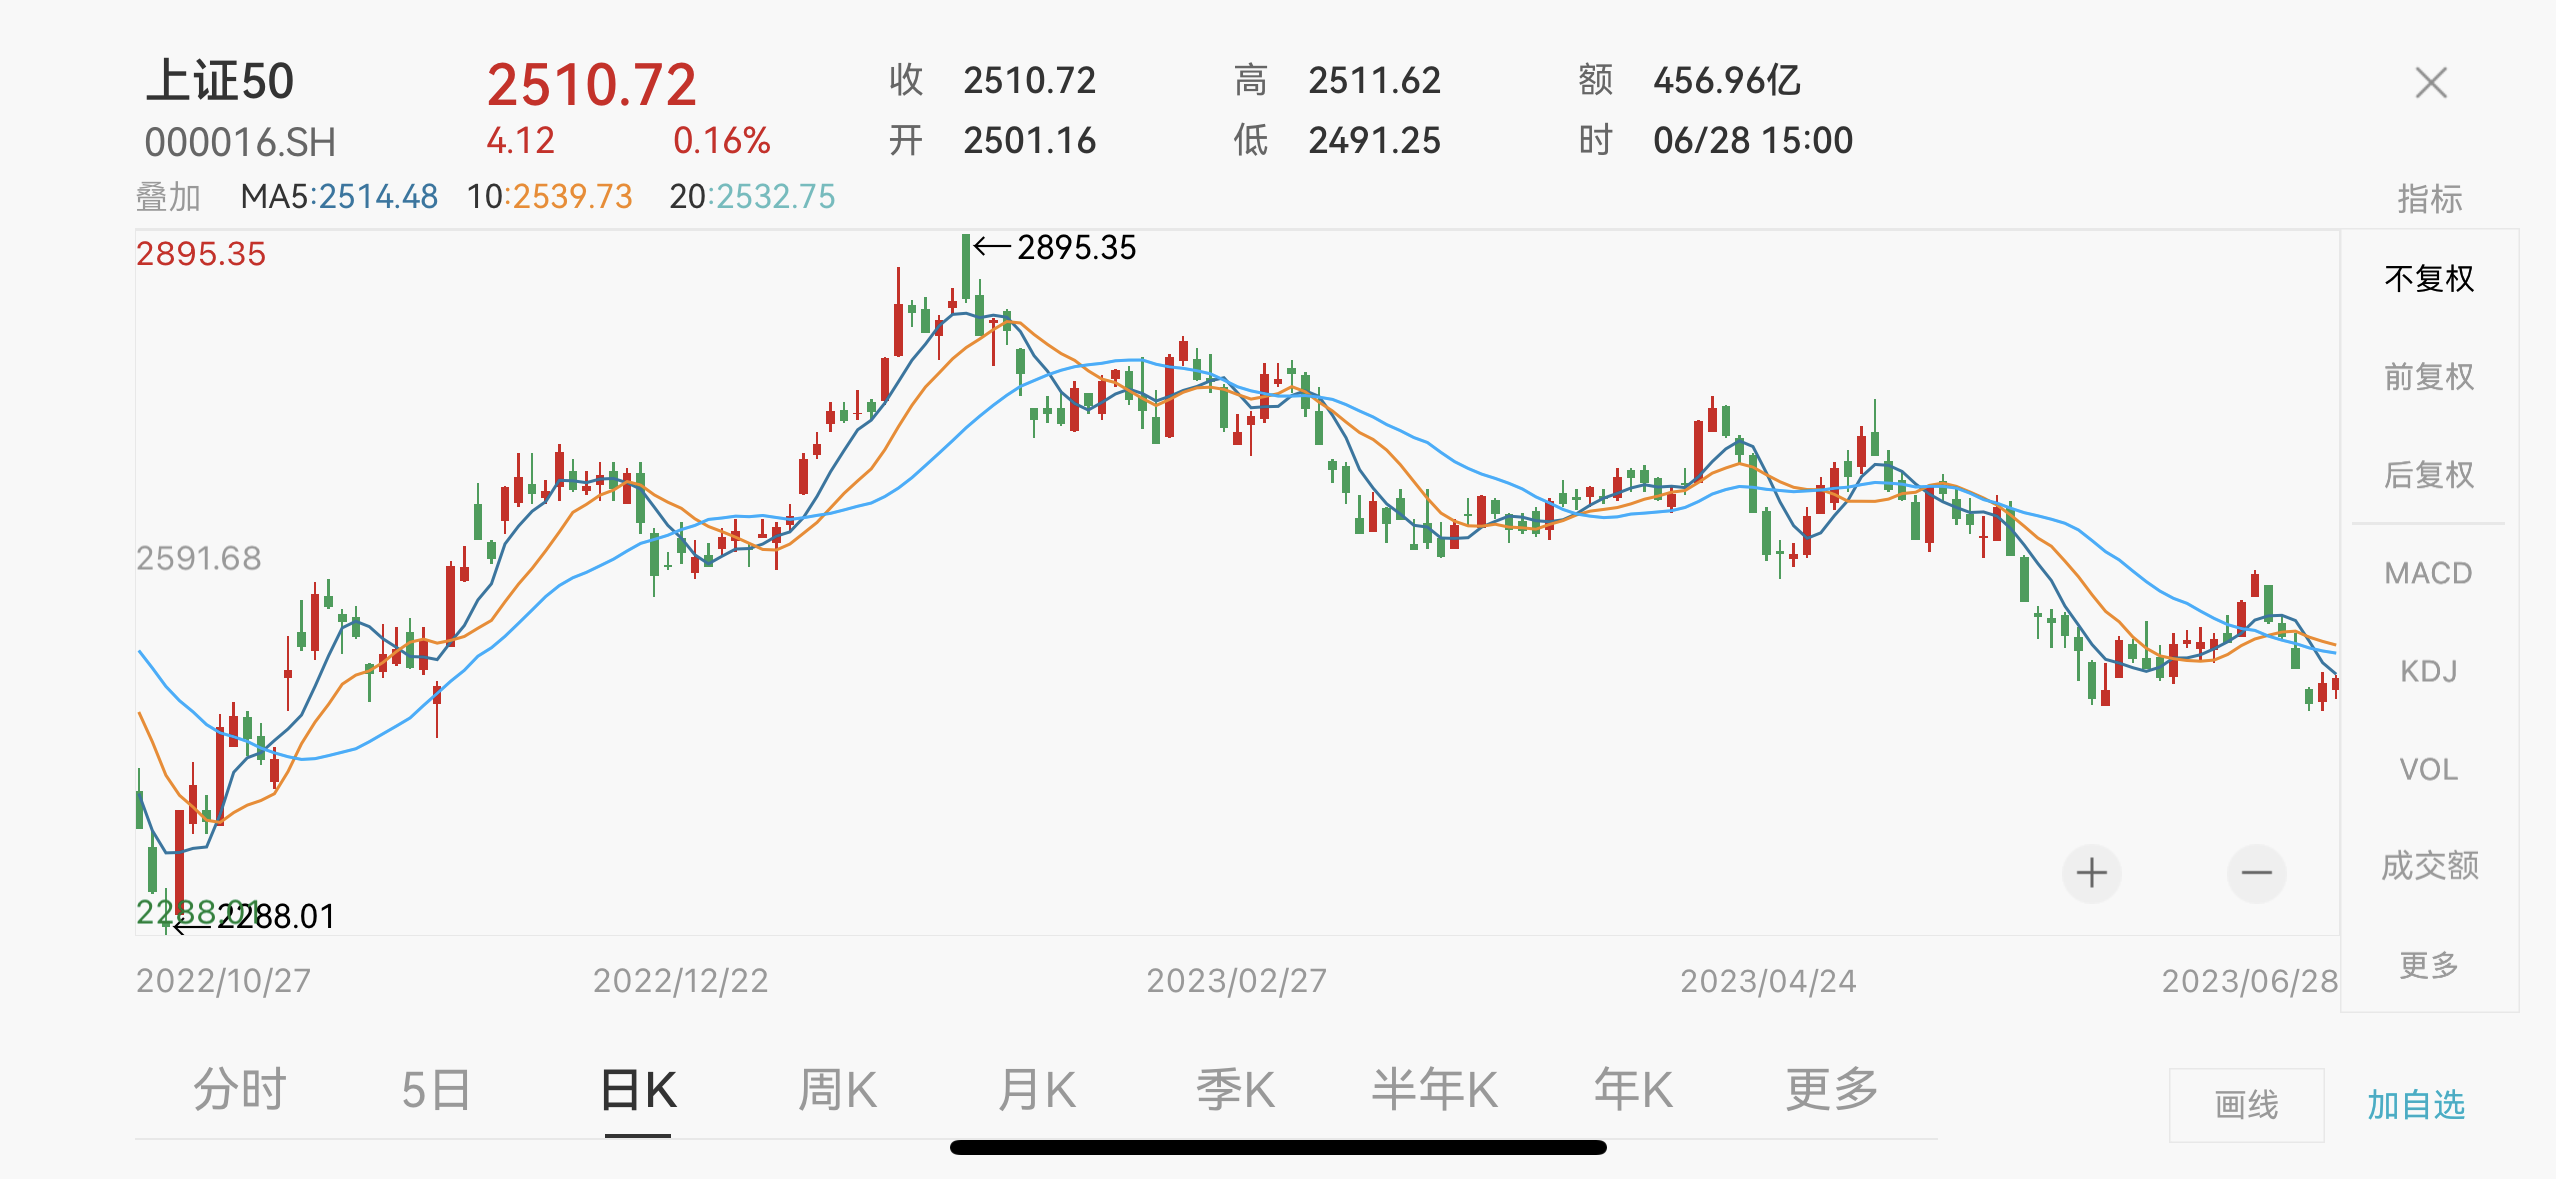 上证50 2510.72 收 2510.72 高 2511.62 额 456.96亿
000016.SH 4.12 0.16% 开 2501.16 低 2491.25 时 06/28 15:00
叠加 MA5:2514.48 10:2539.73 20:2532.75 指标
2895.35 2895.35
不复权
前复权
后复权
2591.68
MACD
KDJ
VOL
成交额
2288.01 2288.01
更多
2022/10/27 2022/12/22 2023/02/27 2023/04/24 2023/06/28
分时 5日 日K 周K 月K 季K 半年K 年K 更多 画线 加自选